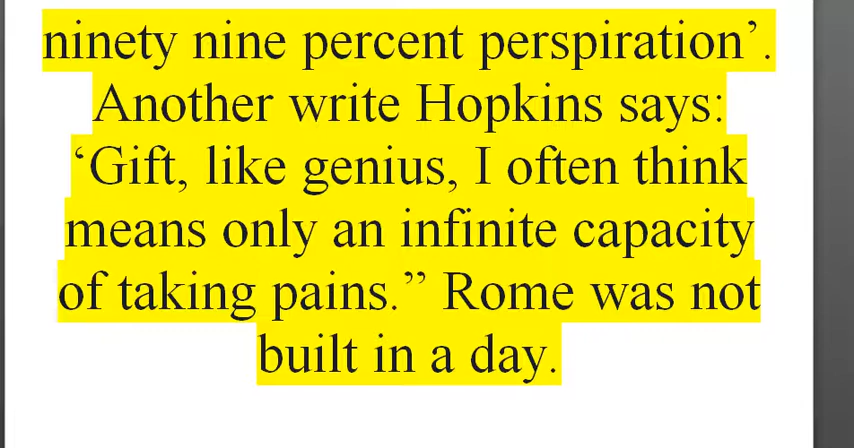 ninety nine percent perspiration’.
Another write Hopkins says:
‘Gift, like genius, I often think
means only an infinite capacity
of taking pains.” Rome was not
built in a day.